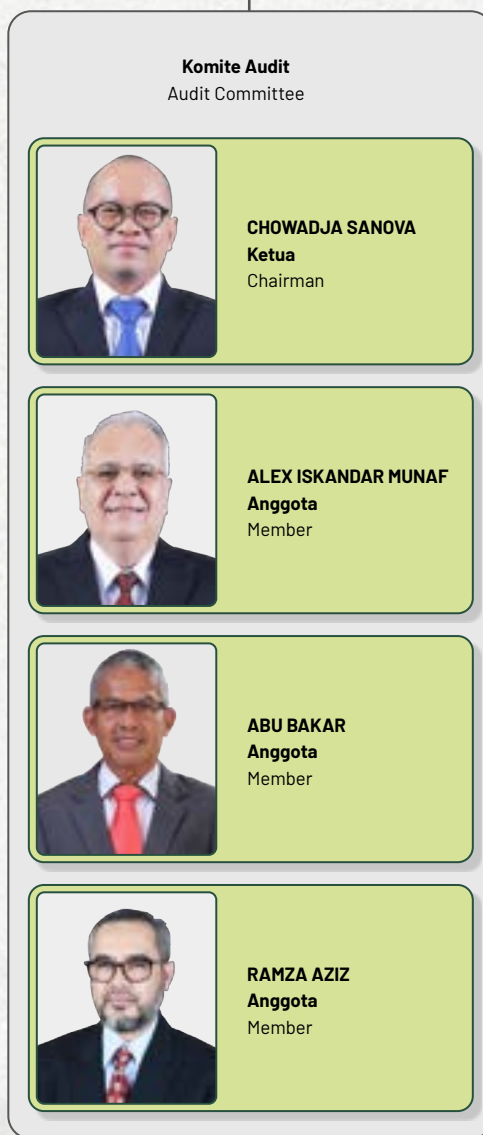 Komite Audit
Audit Committee
CHOWADJA SANOVA
Ketua
Chairman
ALEX ISKANDAR MUNAF
Anggota
Member
ABU BAKAR
Anggota
Member
RAMZA AZIZ
Anggota
Member